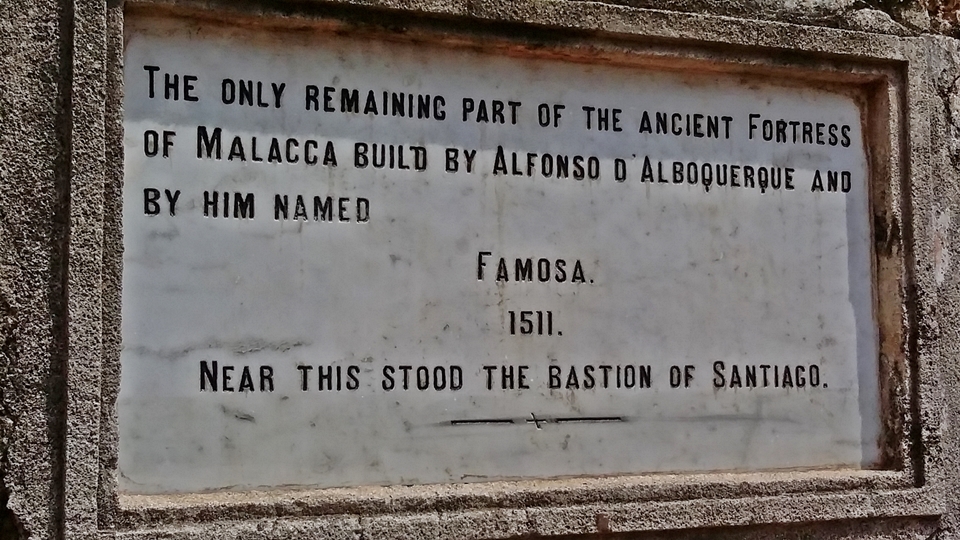 The only remaining part of the ancient Fortress
of Malacca build by Alfonso d'Alboquerque and
by him named
Famosa.
1511.
Near this stood the bastion of Santiago.